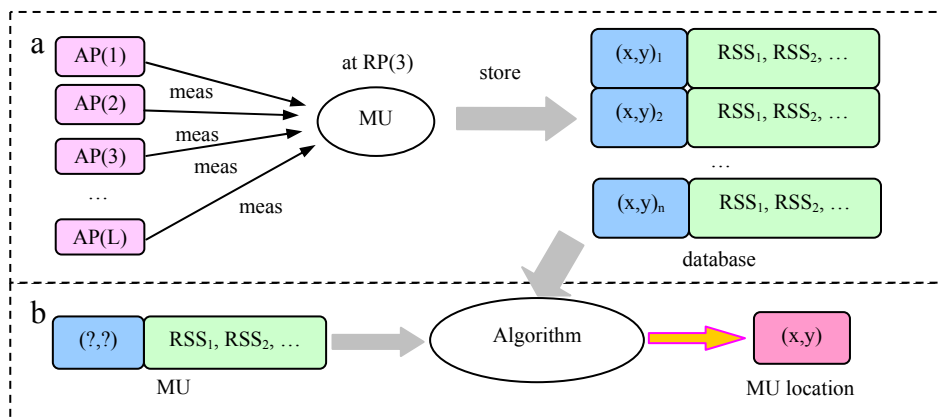 a
AP(1)
AP(2)
AP(3)
…
AP(L)
meas
meas
meas
meas
at RP(3)
MU
store
(x,y)₁ RSS₁, RSS₂, …
(x,y)₂ RSS₁, RSS₂, …
…
(x,y)ₙ RSS₁, RSS₂, …
database
b
(?,?) RSS₁, RSS₂, …
MU
Algorithm
(x,y)
MU location